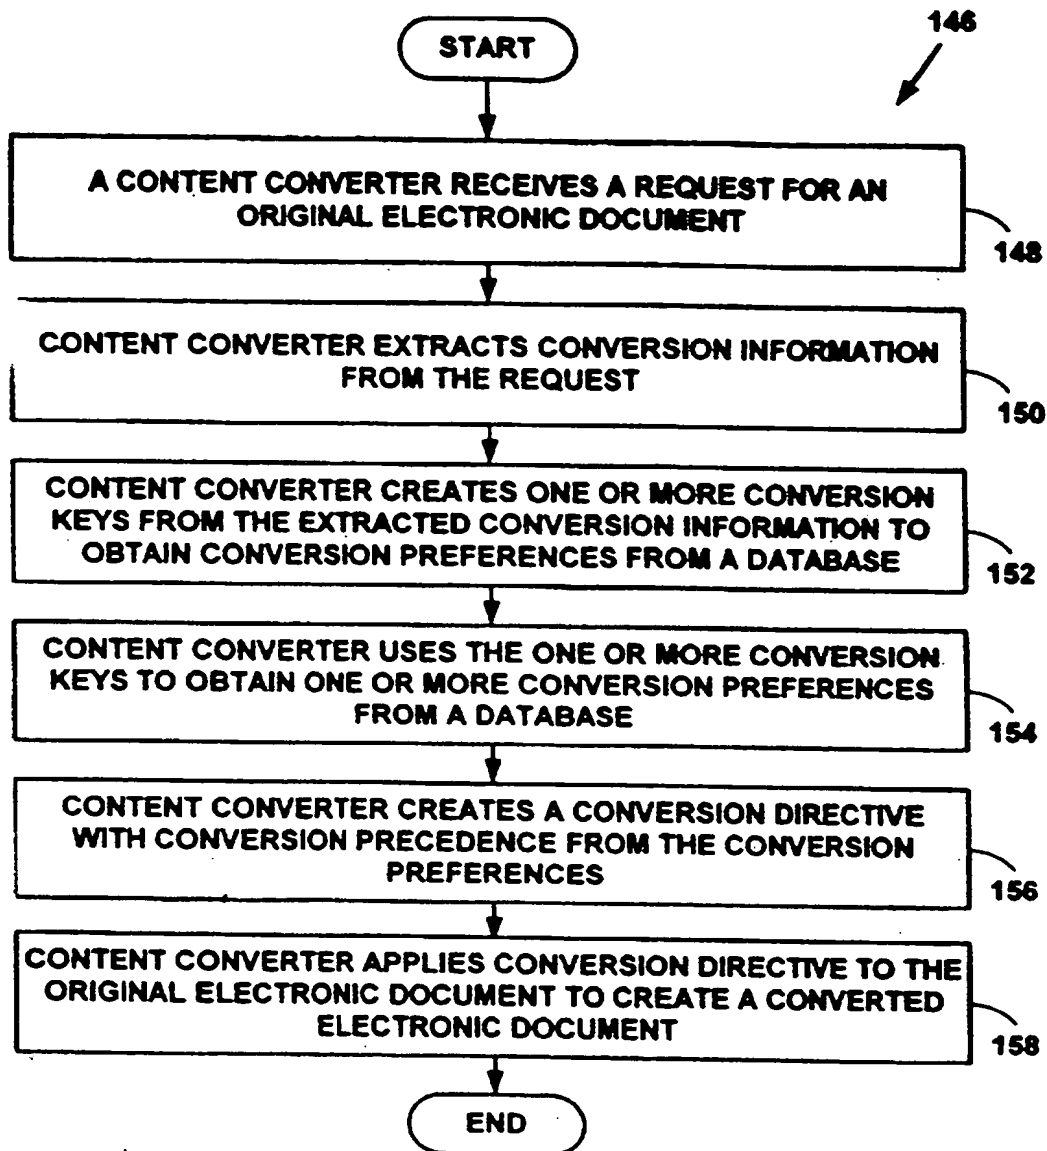 146
START
A CONTENT CONVERTER RECEIVES A REQUEST FOR AN
ORIGINAL ELECTRONIC DOCUMENT
148
CONTENT CONVERTER EXTRACTS CONVERSION INFORMATION
FROM THE REQUEST
150
CONTENT CONVERTER CREATES ONE OR MORE CONVERSION
KEYS FROM THE EXTRACTED CONVERSION INFORMATION TO
OBTAIN CONVERSION PREFERENCES FROM A DATABASE
152
CONTENT CONVERTER USES THE ONE OR MORE CONVERSION
KEYS TO OBTAIN ONE OR MORE CONVERSION PREFERENCES
FROM A DATABASE
154
CONTENT CONVERTER CREATES A CONVERSION DIRECTIVE
WITH CONVERSION PRECEDENCE FROM THE CONVERSION
PREFERENCES
156
CONTENT CONVERTER APPLIES CONVERSION DIRECTIVE TO THE
ORIGINAL ELECTRONIC DOCUMENT TO CREATE A CONVERTED
ELECTRONIC DOCUMENT
158
END